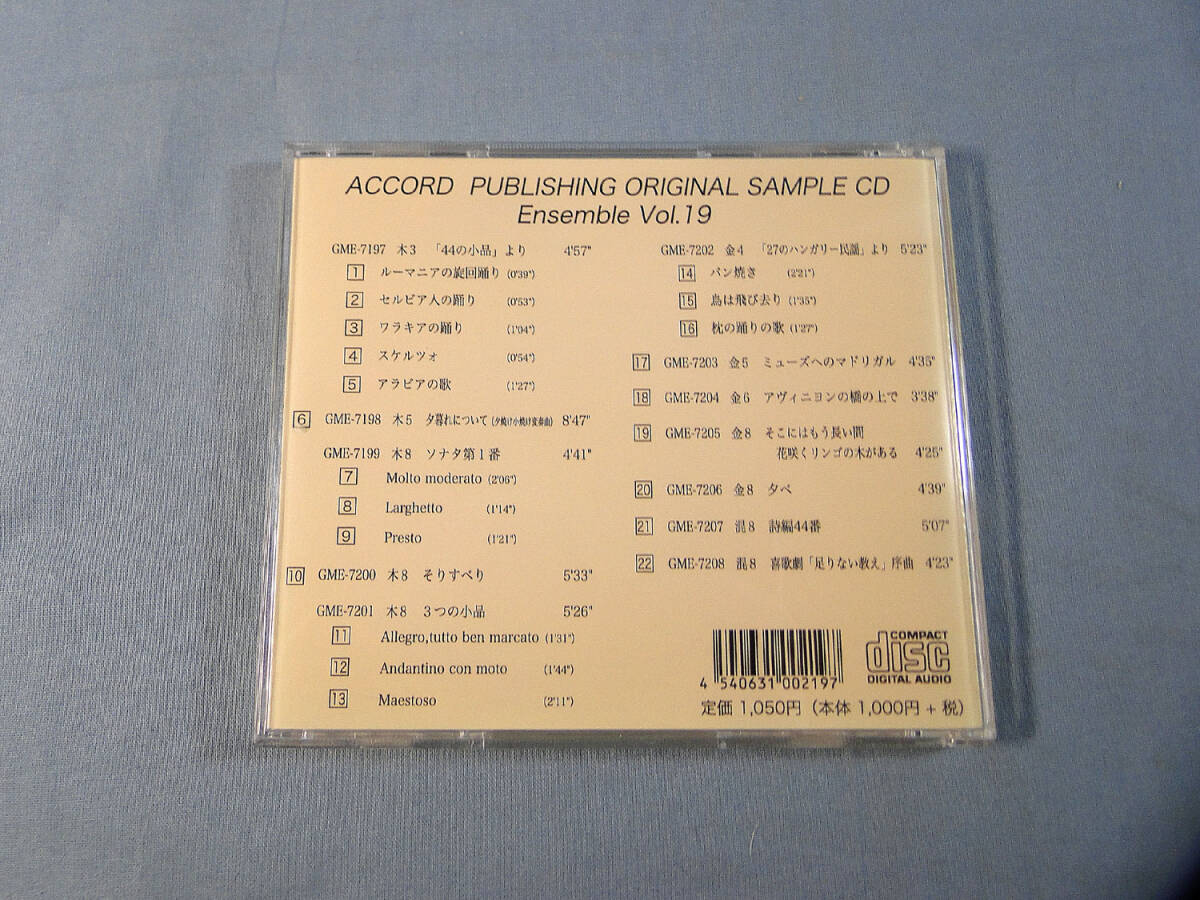 ACCORD PUBLISHING ORIGINAL SAMPLE CD
Ensemble Vol.19
GME-7197 木3 「44の小品」より 4'57"
1 ルーマニアの旋回踊り (0'39")
2 セルビア人の踊り (0'53")
3 ワラキアの踊り (1'04")
4 スケルツォ (0'54")
5 アラビアの歌 (1'27")
6 GME-7198 木5 夕暮れについて (夕焼け小焼け変奏曲) 8'47"
GME-7199 木8 ソナタ第1番 4'41"
7 Molto moderato (2'06")
8 Larghetto (1'14")
9 Presto (1'21")
10 GME-7200 木8 そりすべり 5'33"
GME-7201 木8 3つの小品 5'26"
11 Allegro,tutto ben marcato (1'31")
12 Andantino con moto (1'44")
13 Maestoso (2'11")
GME-7202 金4 「27のハンガリー民謡」より 5'23"
14 パン焼き (2'21")
15 鳥は飛び去り (1'35")
16 枕の踊りの歌 (1'27")
17 GME-7203 金5 ミューズへのマドリガル 4'35"
18 GME-7204 金6 アヴィニヨンの橋の上で 3'38"
19 GME-7205 金8 そこにはもう長い間
花咲くリンゴの木がある 4'25"
20 GME-7206 金8 夕べ 4'39"
21 GME-7207 混8 詩編44番 5'07"
22 GME-7208 混8 喜歌劇「足りない教え」序曲 4'23"
4 540631 002197
COMPACT
disc
DIGITAL AUDIO
定価 1,050円 (本体 1,000円 + 税)